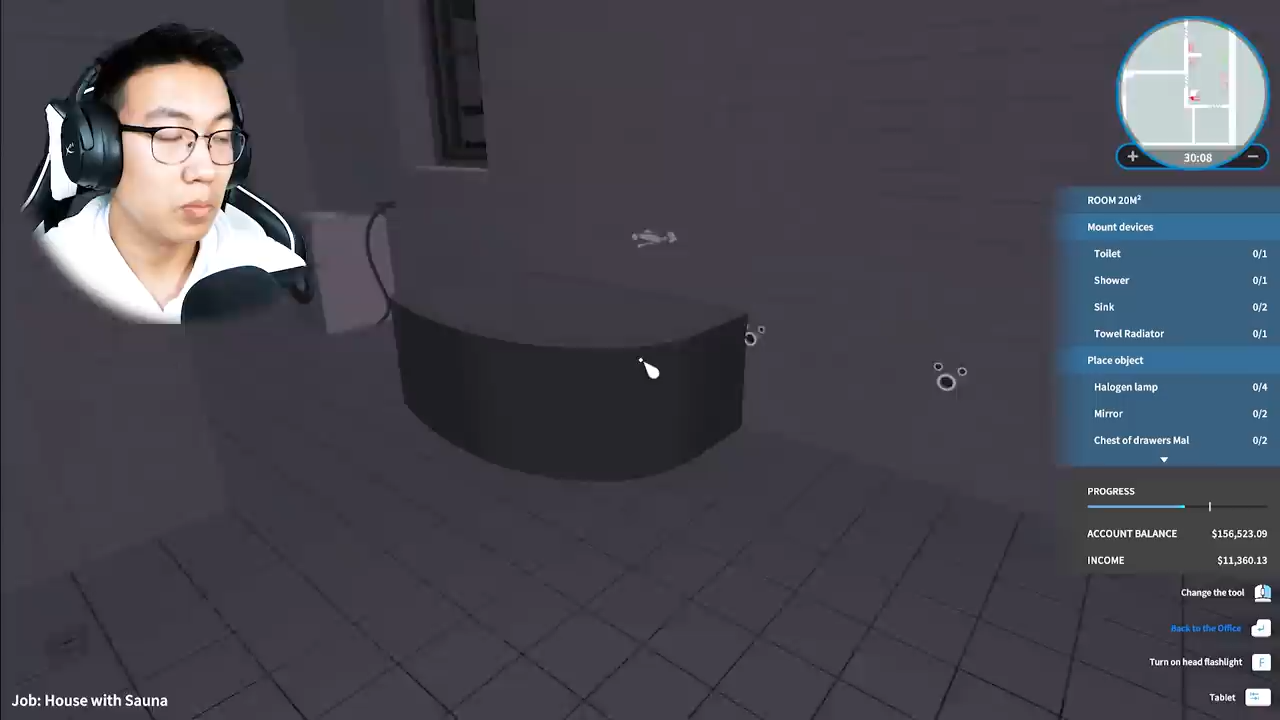 30:08
ROOM 20M²
Mount devices
Toilet 0/1
Shower 0/1
Sink 0/2
Towel Radiator 0/1
Place object
Halogen lamp 0/4
Mirror 0/2
Chest of drawers Mal 0/2
PROGRESS
ACCOUNT BALANCE $156,523.09
INCOME $11,360.13
Change the tool
Back to the Office
Turn on head flashlight F
Tablet
Job: House with Sauna